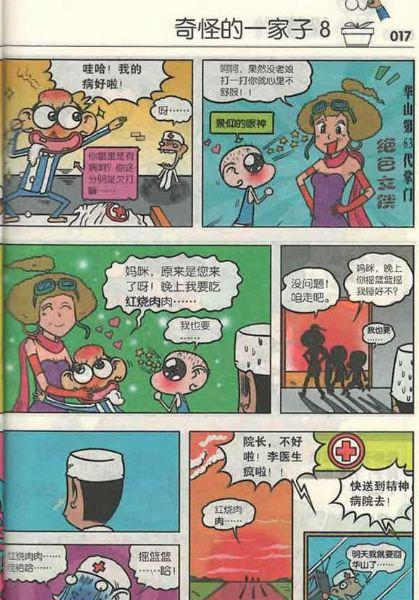 奇怪的一家子 8
017
哇哈！我的
病好啦！
呀……
你哪里是有
病啊？你这
分明是欠打
嘛……
呵呵，果然没老娘
打一打你就心里不
舒服！！
景仰的眼神
华山第63代掌门
绝色女侠
妈咪，原来是您来
了呀！晚上我要吃
红烧肉肉……
我也要
……
没问题！
咱走吧。
妈咪，晚上
你摇篮篮摇
我睡好不？
我也要
……
红烧肉肉……
摇篮篮
……哈！
红烧肉
肉……
院长，不好
啦！李医生
疯啦！！
快送到精神
病院去！
明天我就要回
华山了……